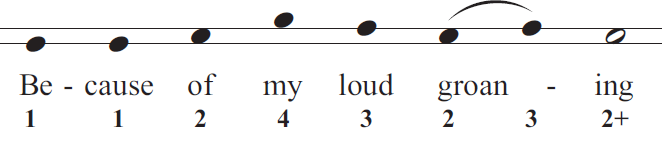 Be - cause of my loud groan - ing
1 1 2 4 3 2 3 2+